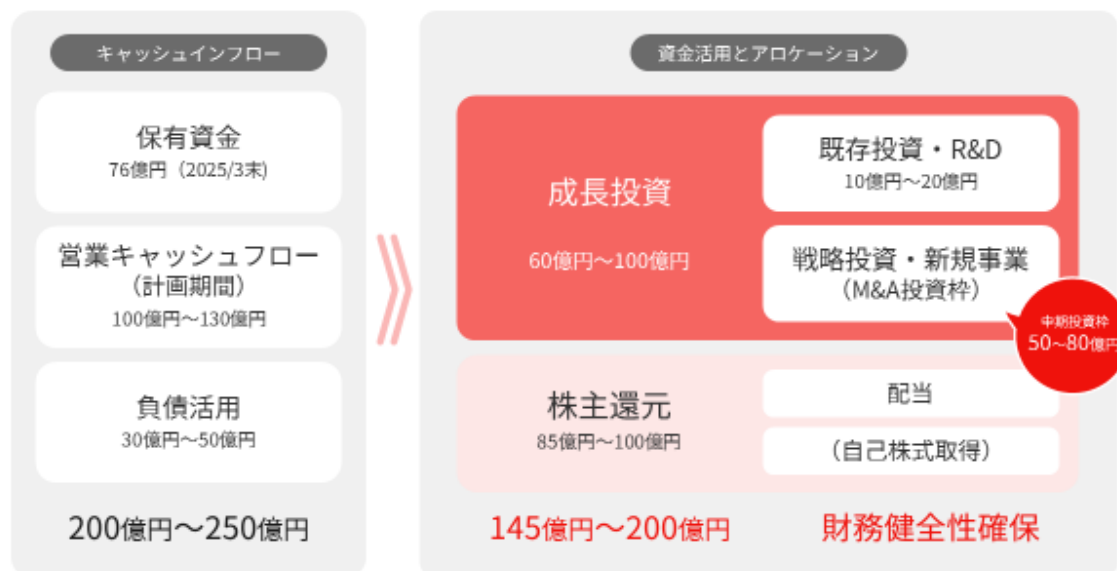 キャッシュインフロー
保有資金
76億円（2025/3末)
営業キャッシュフロー
（計画期間）
100億円～130億円
負債活用
30億円～50億円
200億円～250億円
資金活用とアロケーション
成長投資
60億円～100億円
既存投資・R&D
10億円～20億円
戦略投資・新規事業
（M&A投資枠）
中期投資枠
50～80億円
株主還元
85億円～100億円
配当
（自己株式取得）
145億円～200億円
財務健全性確保